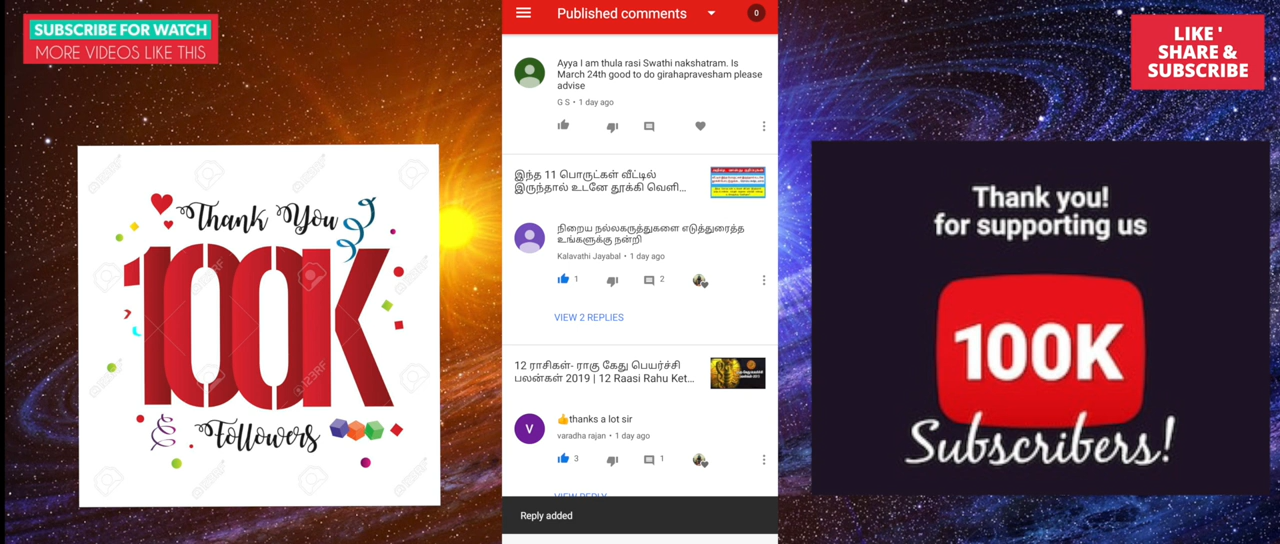 SUBSCRIBE FOR WATCH
MORE VIDEOS LIKE THIS
Thank You
100K
Followers
Published comments
0
Ayya I am thula rasi Swathi nakshatram. Is
March 24th good to do girahapravesham please
advise
G S • 1 day ago
இந்த 11 பொருட்கள் வீட்டில்
இருந்தால் உடனே தூக்கி வெளி...
நிறைய நல்லகருத்துகளை எடுத்துரைத்த
உங்களுக்கு நன்றி
Kalavathi Jayabal • 1 day ago
1
2
VIEW 2 REPLIES
12 ராசிகள்- ராகு கேது பெயர்ச்சி
பலன்கள் 2019 | 12 Raasi Rahu Ket...
V
👍thanks a lot sir
varadha rajan • 1 day ago
3
1
VIEW REPLY
Reply added
LIKE '
SHARE &
SUBSCRIBE
Thank you!
for supporting us
100K
Subscribers!